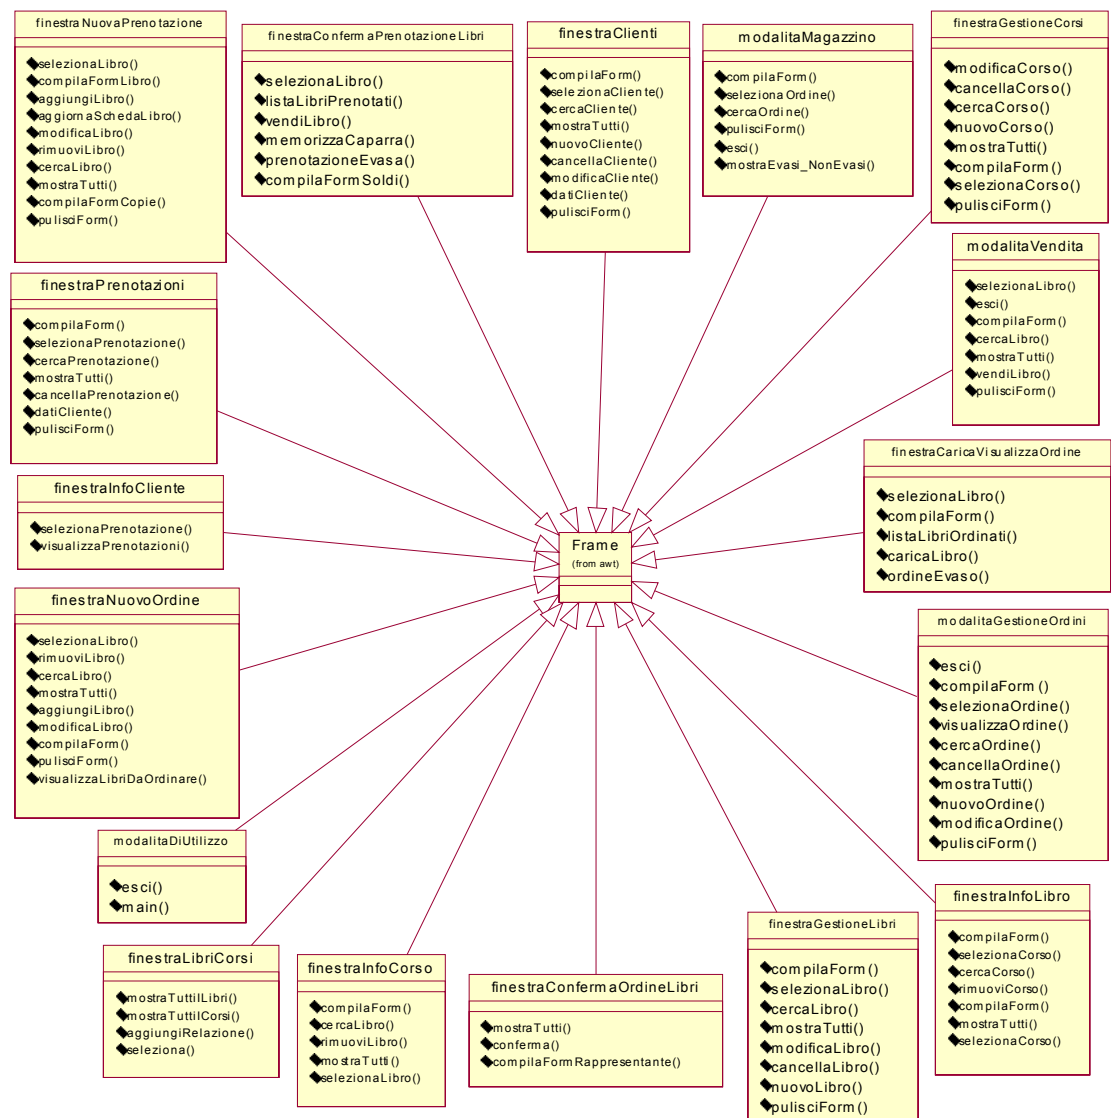 finestraNuovaPrenotazione
selezionaLibro()
compilaFormLibro()
aggiungiLibro()
aggiornaSchedaLibro()
modificaLibro()
rimuoviLibro()
cercaLibro()
mostraTutti()
compilaFormCopie()
pulisciForm()
finestraConfermaPrenotazioneLibri
selezionaLibro()
listaLibriPrenotati()
vendiLibro()
memorizzaCaparra()
prenotazioneEvasa()
compilaFormSoldi()
finestraClienti
compilaForm()
selezionaCliente()
cercaCliente()
mostraTutti()
nuovoCliente()
cancellaCliente()
modificaCliente()
datiCliente()
pulisciForm()
modalitaMagazzino
compilaForm()
selezionaOrdine()
cercaOrdine()
pulisciForm()
esci()
mostraEvasi_NonEvasi()
finestraGestioneCorsi
modificaCorso()
cancellaCorso()
cercaCorso()
nuovoCorso()
mostraTutti()
compilaForm()
selezionaCorso()
pulisciForm()
modalitaVendita
selezionaLibro()
esci()
compilaForm()
cercaLibro()
mostraTutti()
vendiLibro()
pulisciForm()
finestraPrenotazioni
compilaForm()
selezionaPrenotazione()
cercaPrenotazione()
mostraTutti()
cancellaPrenotazione()
datiCliente()
pulisciForm()
finestraCaricaVisualizzaOrdine
selezionaLibro()
compilaForm()
listaLibriOrdinati()
caricaLibro()
ordineEvaso()
finestraInfoCliente
selezionaPrenotazione()
visualizzaPrenotazioni()
Frame
(from awt)
finestraNuovoOrdine
selezionaLibro()
rimuoviLibro()
cercaLibro()
mostraTutti()
aggiungiLibro()
modificaLibro()
compilaForm()
pulisciForm()
visualizzaLibriDaOrdinare()
modalitaGestioneOrdini
esci()
compilaForm()
selezionaOrdine()
visualizzaOrdine()
cercaOrdine()
cancellaOrdine()
mostraTutti()
nuovoOrdine()
modificaOrdine()
pulisciForm()
modalitaDiUtilizzo
esci()
main()
finestraLibriCorsi
mostraTuttiILibri()
mostraTuttiICorsi()
aggiungiRelazione()
seleziona()
finestraInfoCorso
compilaForm()
cercaLibro()
rimuoviLibro()
mostraTutti()
selezionaLibro()
finestraConfermaOrdineLibri
mostraTutti()
conferma()
compilaFormRappresentante()
finestraGestioneLibri
compilaForm()
selezionaLibro()
cercaLibro()
mostraTutti()
modificaLibro()
cancellaLibro()
nuovoLibro()
pulisciForm()
finestraInfoLibro
compilaForm()
selezionaCorso()
cercaCorso()
rimuoviCorso()
compilaForm()
mostraTutti()
selezionaCorso()